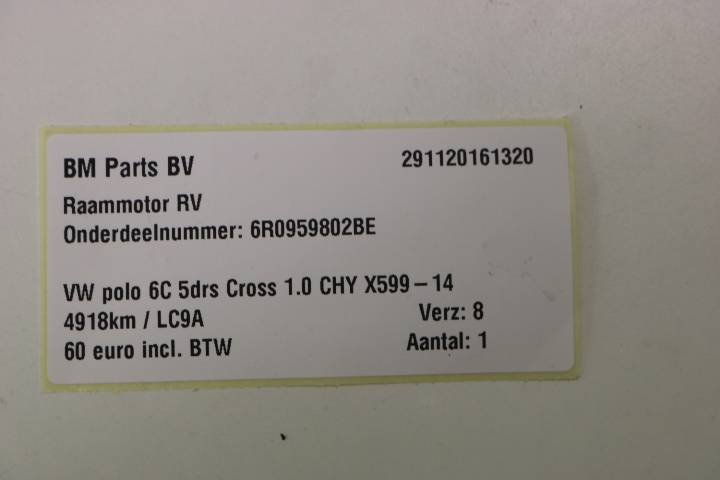 BM Parts BV 291120161320
Raammotor RV
Onderdeelnummer: 6R0959802BE
VW polo 6C 5drs Cross 1.0 CHY X599-14
4918km / LC9A Verz: 8
60 euro incl. BTW Aantal: 1